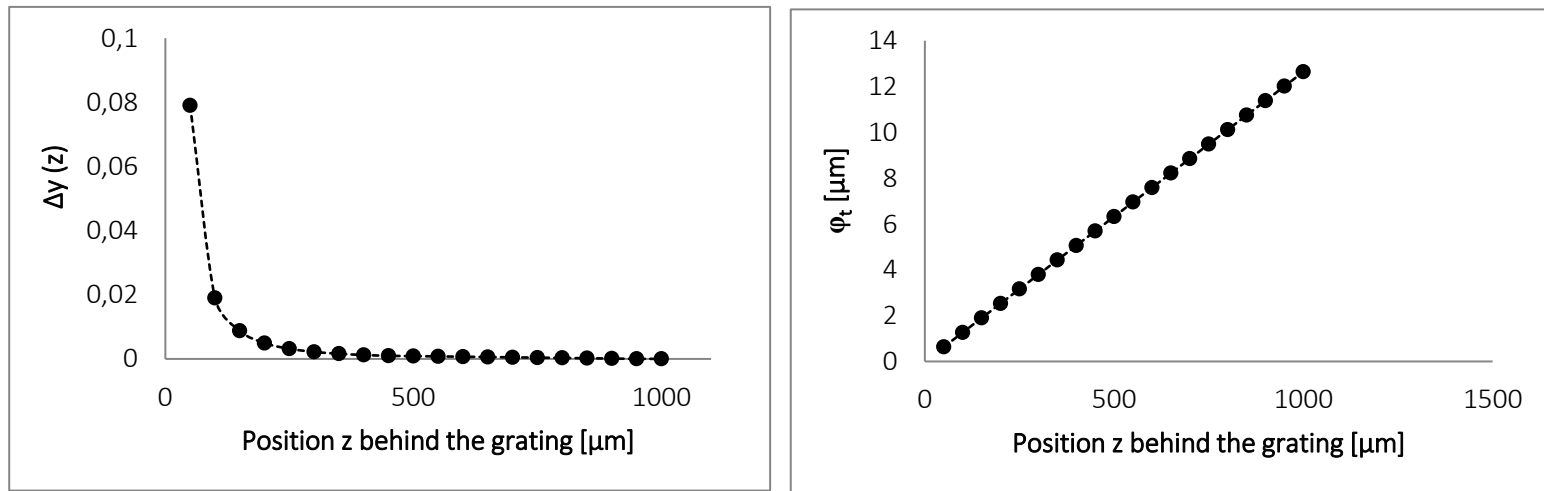 0,1
0,08
0,06
0,04
0,02
0
Δy (z)
0 500 1000
Position z behind the grating [μm]
14
12
10
8
6
4
2
0
φt [μm]
0 500 1000 1500
Position z behind the grating [μm]